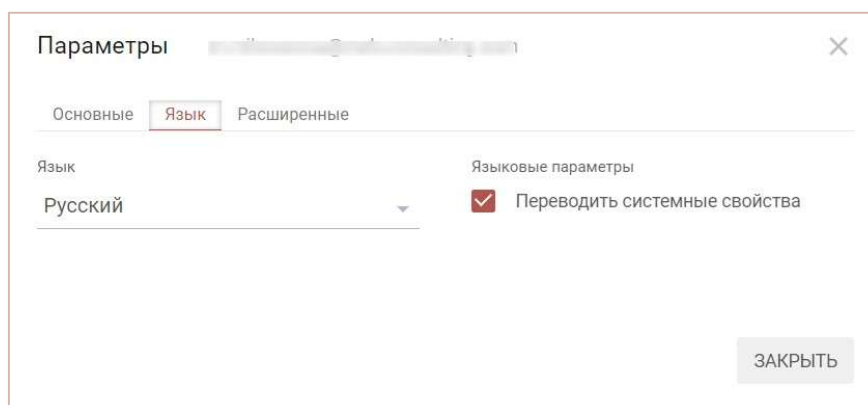 Параметры
Основные Язык Расширенные
Язык
Языковые параметры
Русский
Переводить системные свойства
ЗАКРЫТЬ